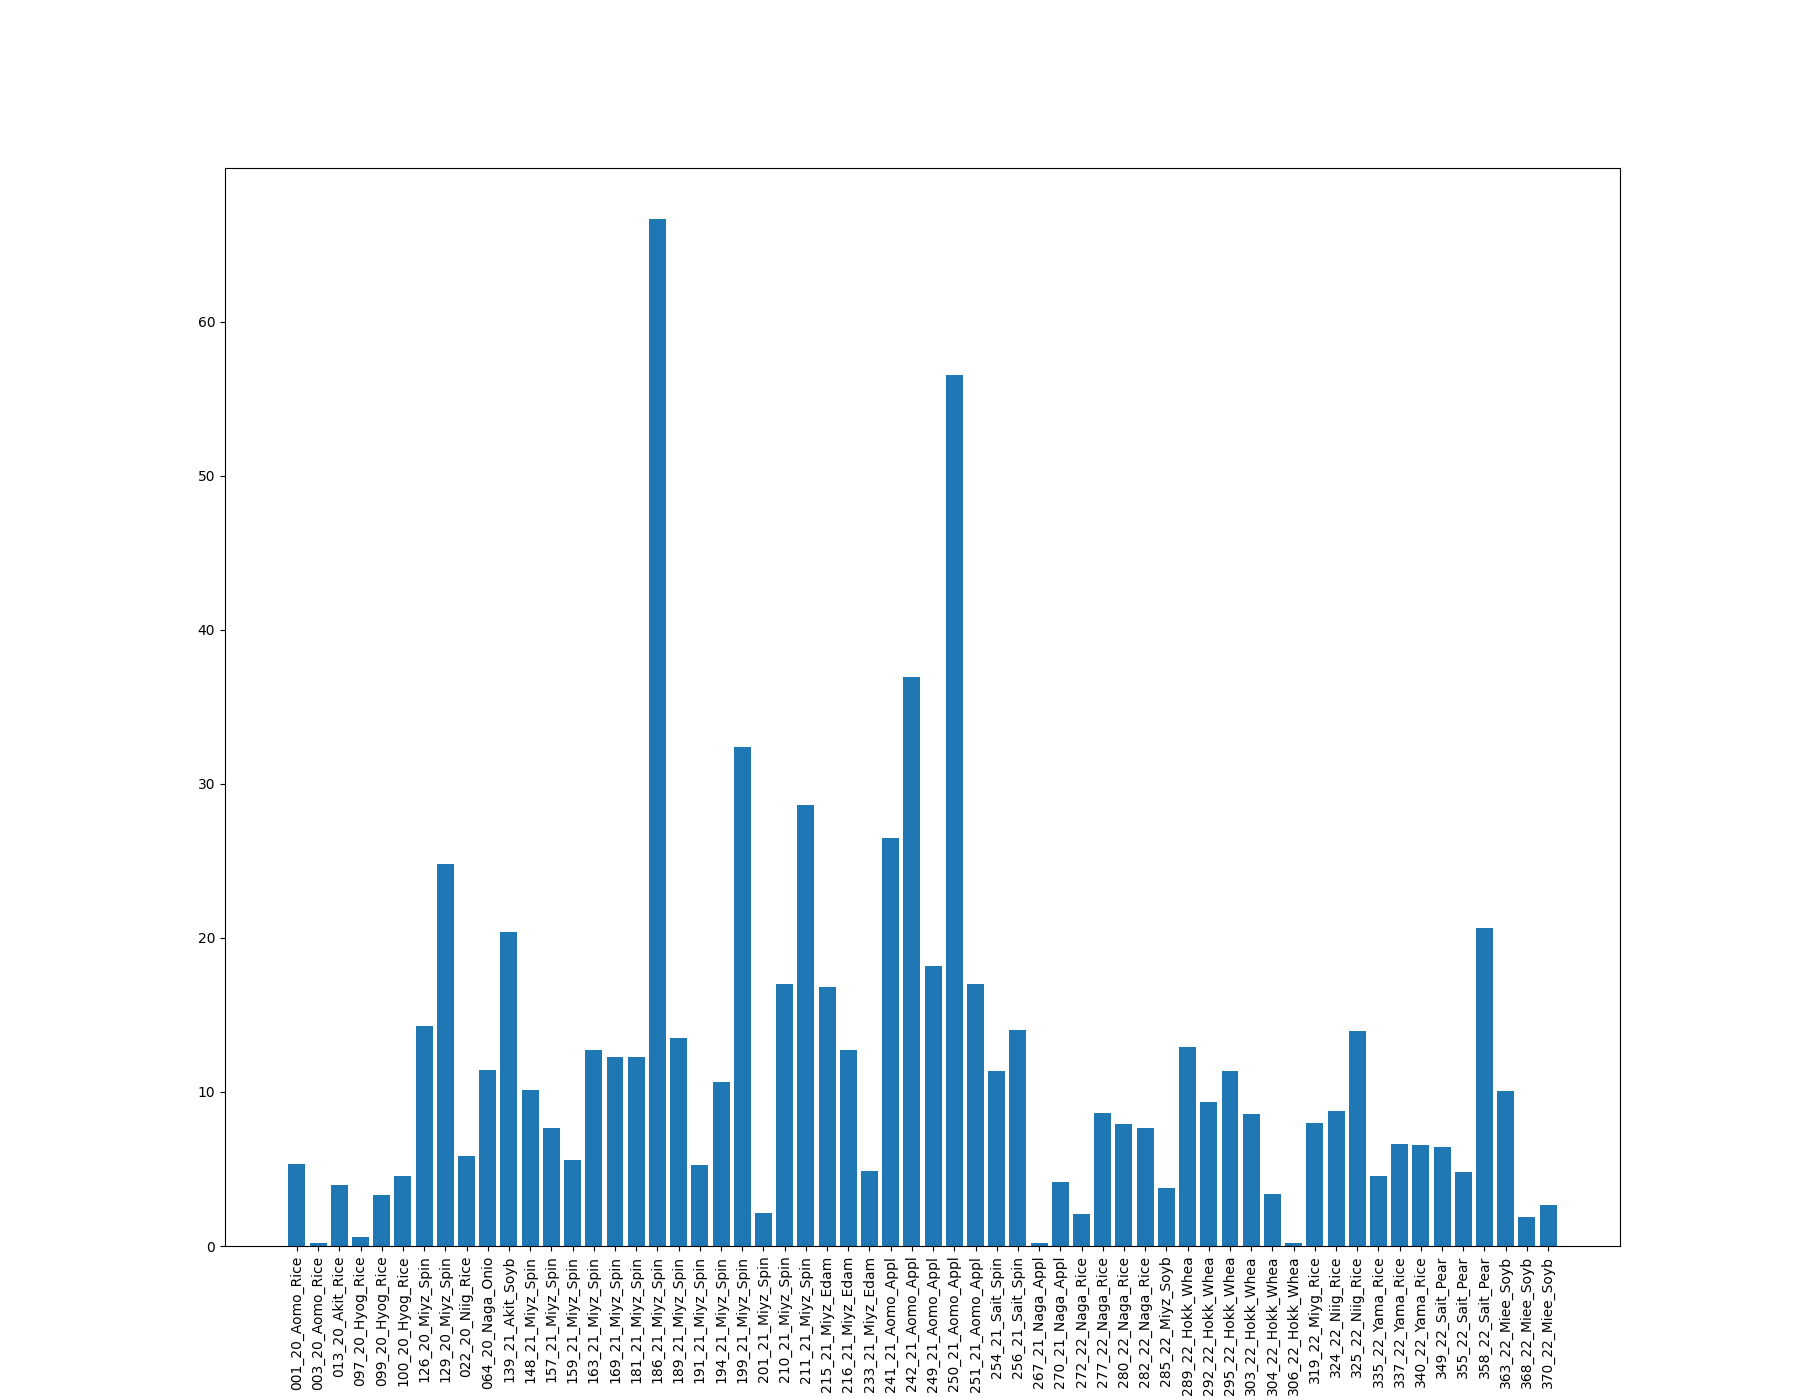 60
50
40
30
20
10
0
001_20_Aomo_Rice
003_20_Aomo_Rice
013_20_Akit_Rice
097_20_Hyog_Rice
099_20_Hyog_Rice
100_20_Hyog_Rice
126_20_Miyz_Spin
129_20_Miyz_Spin
022_20_Niig_Rice
064_20_Naga_Onio
139_21_Akit_Soyb
148_21_Miyz_Spin
157_21_Miyz_Spin
159_21_Miyz_Spin
163_21_Miyz_Spin
169_21_Miyz_Spin
181_21_Miyz_Spin
186_21_Miyz_Spin
189_21_Miyz_Spin
191_21_Miyz_Spin
194_21_Miyz_Spin
199_21_Miyz_Spin
201_21_Miyz_Spin
210_21_Miyz_Spin
211_21_Miyz_Spin
215_21_Miyz_Edam
216_21_Miyz_Edam
233_21_Miyz_Edam
241_21_Aomo_Appl
242_21_Aomo_Appl
249_21_Aomo_Appl
250_21_Aomo_Appl
251_21_Aomo_Appl
254_21_Sait_Spin
256_21_Sait_Spin
267_21_Naga_Appl
270_21_Naga_Appl
272_22_Naga_Rice
277_22_Naga_Rice
280_22_Naga_Rice
282_22_Naga_Rice
285_22_Miyz_Soyb
289_22_Hokk_Whea
292_22_Hokk_Whea
295_22_Hokk_Whea
303_22_Hokk_Whea
304_22_Hokk_Whea
306_22_Hokk_Whea
319_22_Miyg_Rice
324_22_Niig_Rice
325_22_Niig_Rice
335_22_Yama_Rice
337_22_Yama_Rice
340_22_Yama_Rice
349_22_Sait_Pear
355_22_Sait_Pear
358_22_Sait_Pear
363_22_Miee_Soyb
368_22_Miee_Soyb
370_22_Miee_Soyb